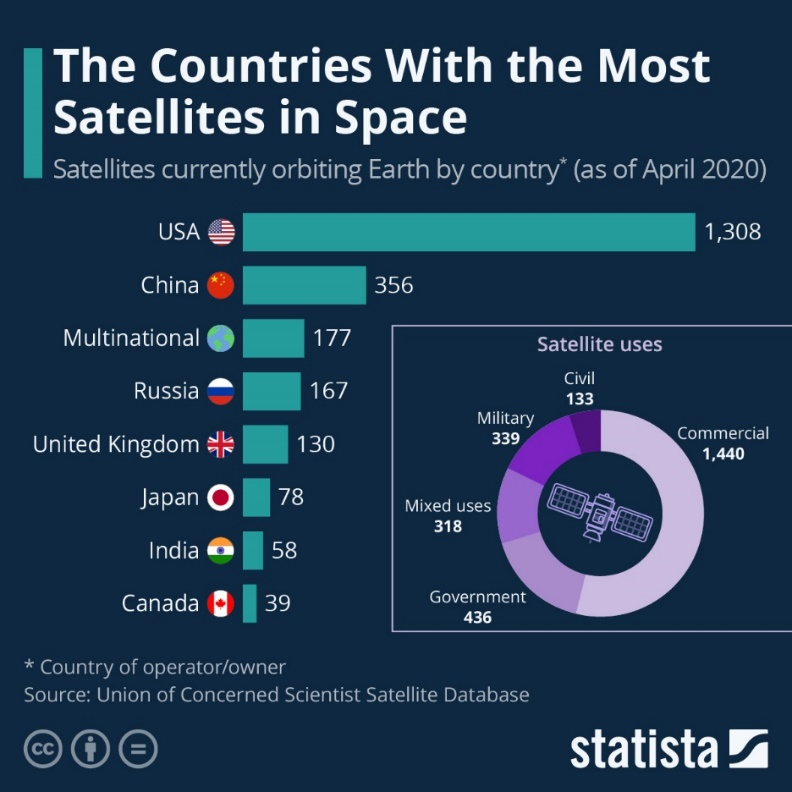 The Countries With the Most
Satellites in Space
Satellites currently orbiting Earth by country* (as of April 2020)
USA 1,308
China 356
Multinational 177
Russia 167
United Kingdom 130
Japan 78
India 58
Canada 39
Satellite uses
Civil
133
Military
339
Commercial
1,440
Mixed uses
318
Government
436
* Country of operator/owner
Source: Union of Concerned Scientist Satellite Database
cc
statista